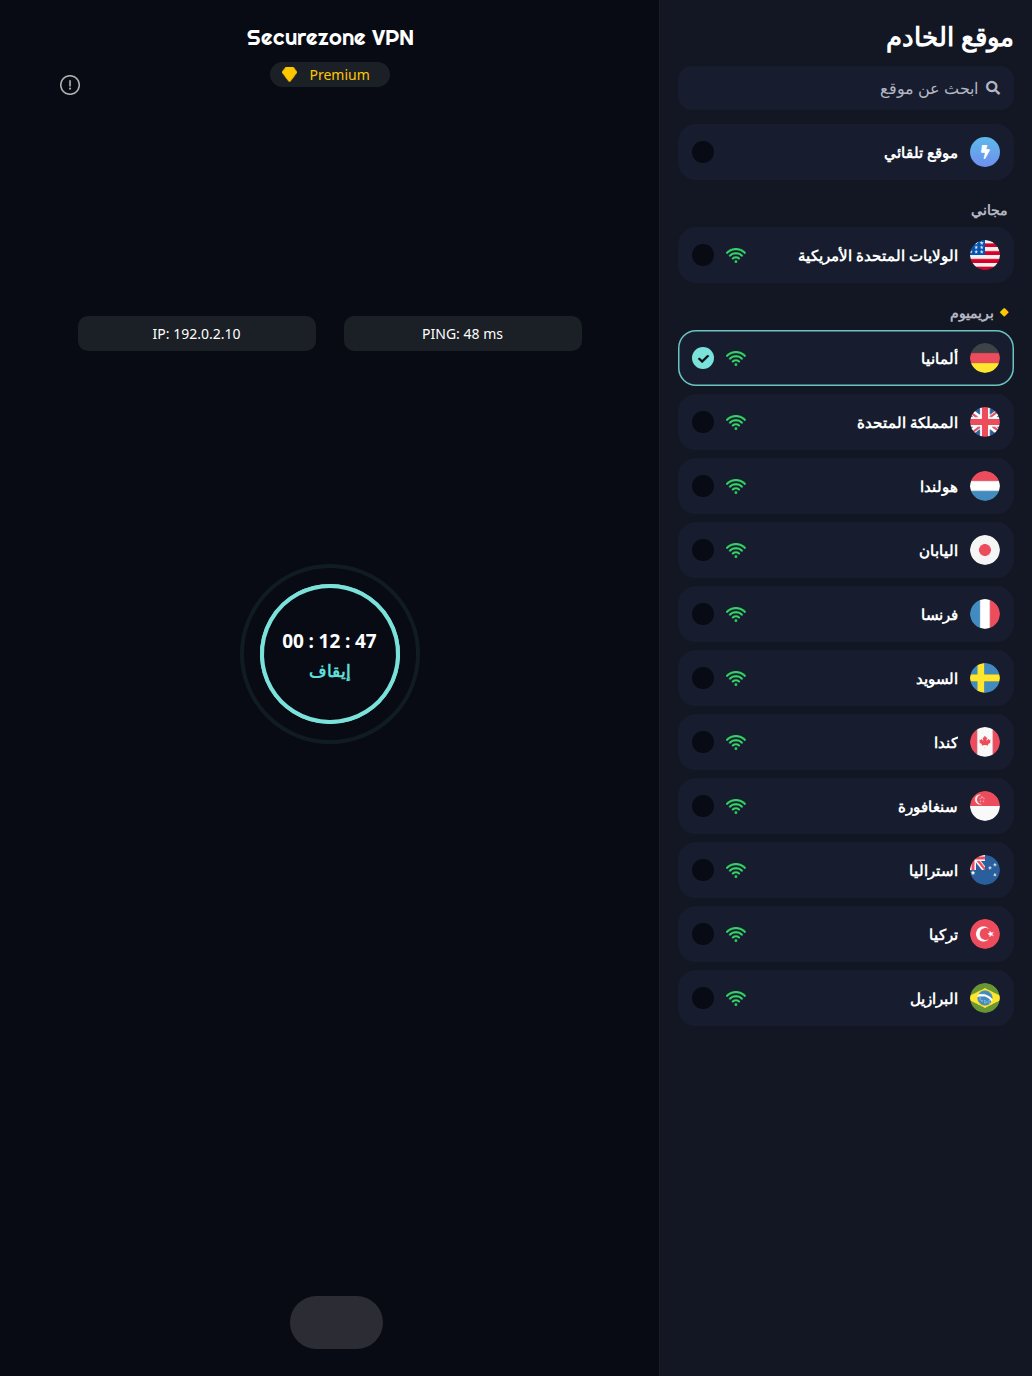 Securezone VPN
Premium
IP: 192.0.2.10
PING: 48 ms
00 : 12 : 47
إيقاف
موقع الخادم
ابحث عن موقع
موقع تلقائي
مجاني
الولايات المتحدة الأمريكية
بريميوم
ألمانيا
المملكة المتحدة
هولندا
اليابان
فرنسا
السويد
كندا
سنغافورة
استراليا
تركيا
البرازيل